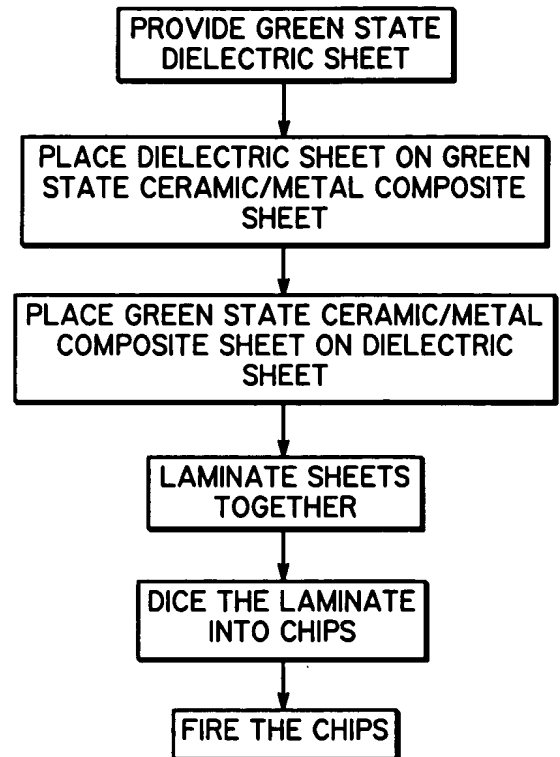 PROVIDE GREEN STATE
DIELECTRIC SHEET
PLACE DIELECTRIC SHEET ON GREEN
STATE CERAMIC/METAL COMPOSITE
SHEET
PLACE GREEN STATE CERAMIC/METAL
COMPOSITE SHEET ON DIELECTRIC
SHEET
LAMINATE SHEETS
TOGETHER
DICE THE LAMINATE
INTO CHIPS
FIRE THE CHIPS